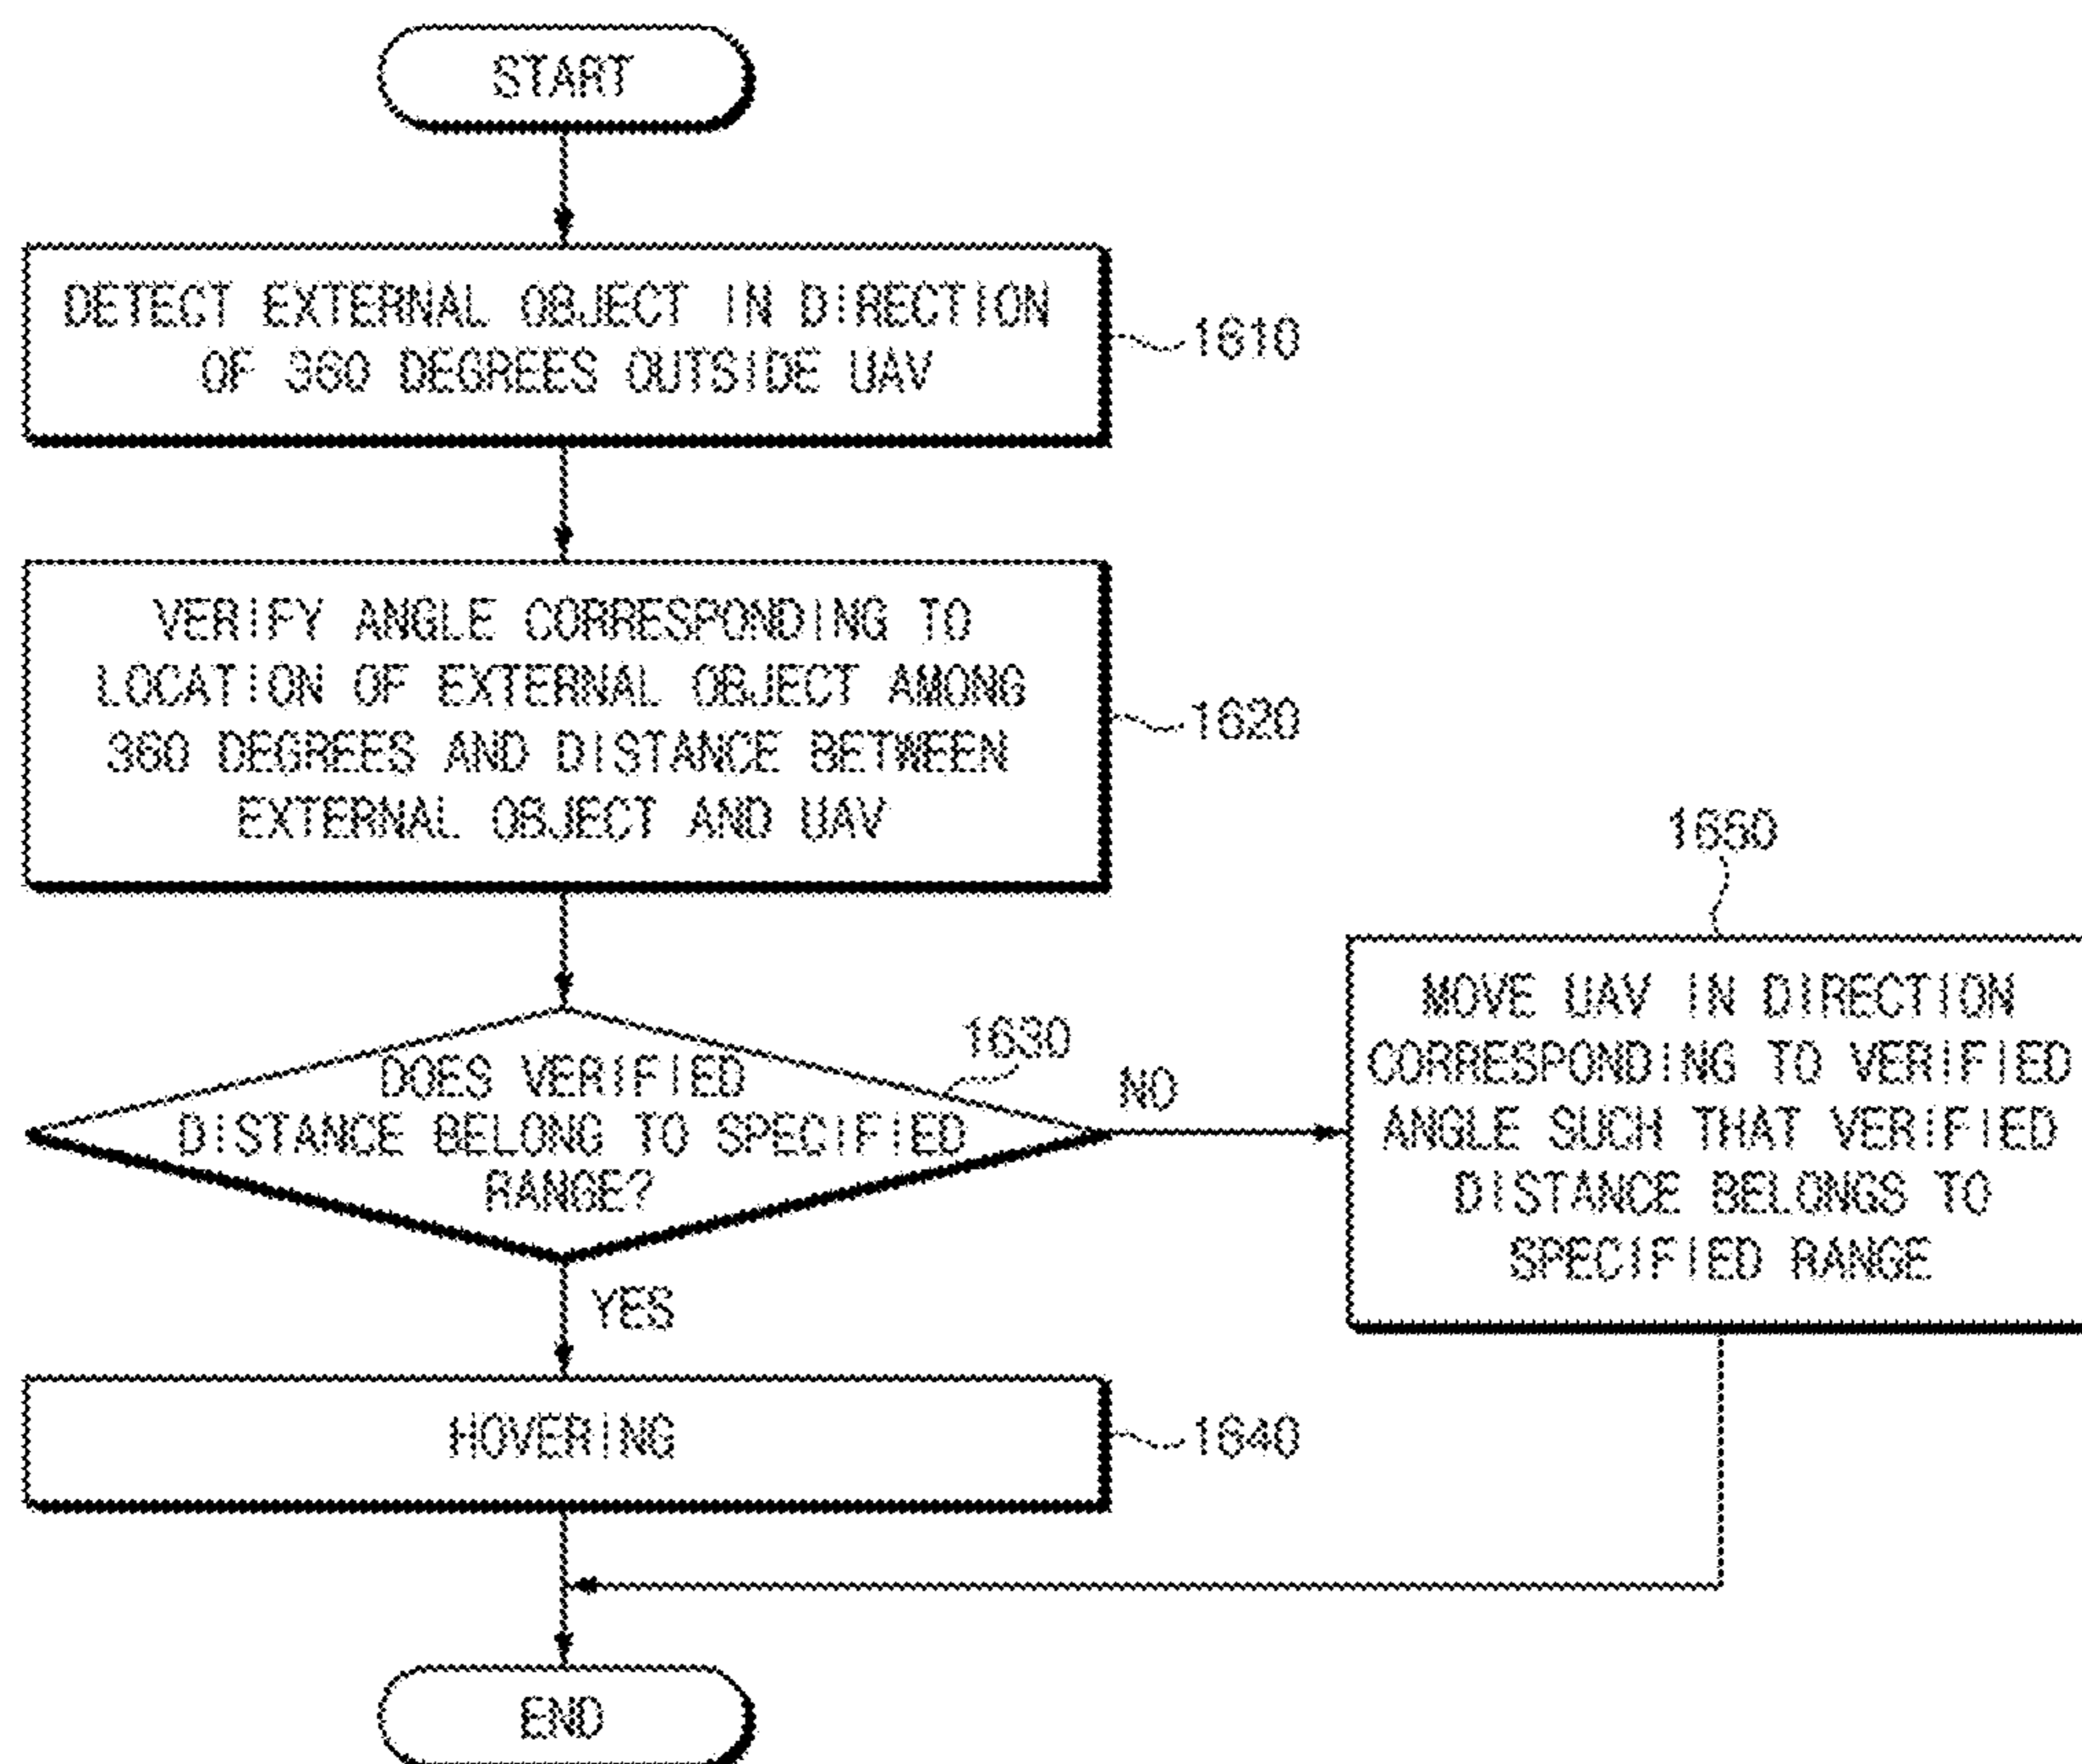 START
DETECT EXTERNAL OBJECT IN DIRECTION
OF 360 DEGREES OUTSIDE UAV
1610
VERIFY ANGLE CORRESPONDING TO
LOCATION OF EXTERNAL OBJECT AMONG
360 DEGREES AND DISTANCE BETWEEN
EXTERNAL OBJECT AND UAV
1620
DOES VERIFIED
DISTANCE BELONG TO SPECIFIED
RANGE?
1630
NO
1650
MOVE UAV IN DIRECTION
CORRESPONDING TO VERIFIED
ANGLE SUCH THAT VERIFIED
DISTANCE BELONGS TO
SPECIFIED RANGE
YES
HOVERING
1640
END